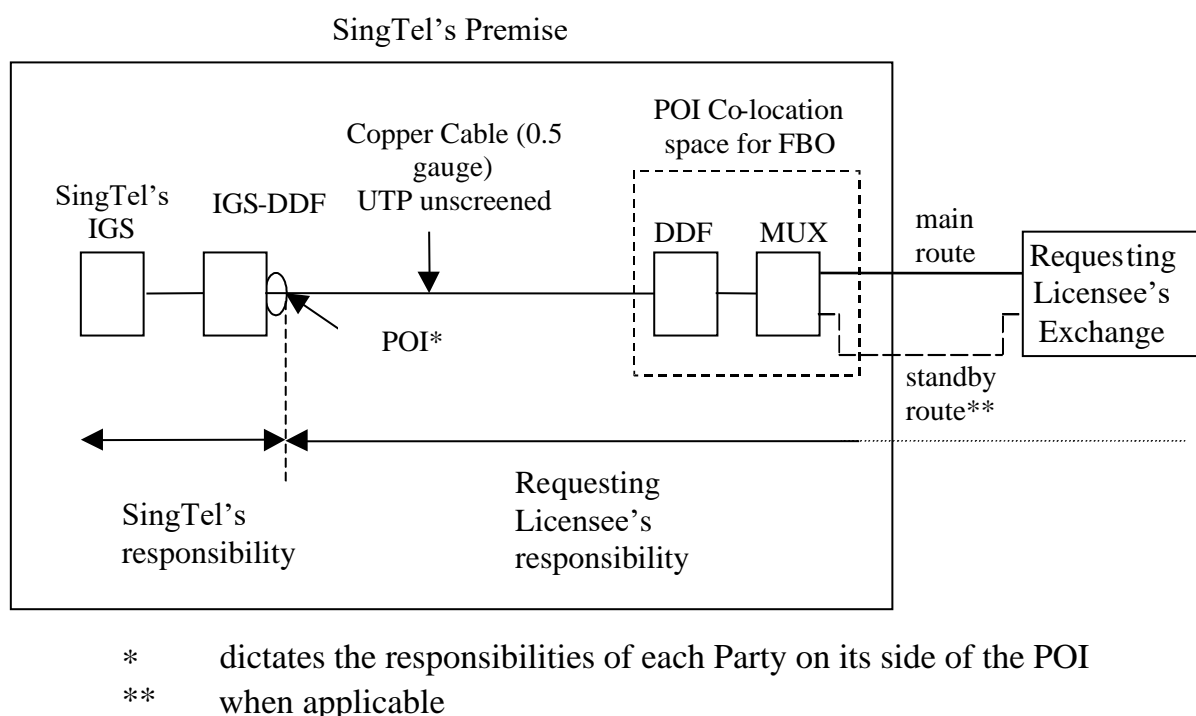 SingTel’s Premise
POI Co-location
space for FBO
Copper Cable (0.5
gauge)
UTP unscreened
SingTel’s
IGS
IGS-DDF
DDF
MUX
main
route
Requesting
Licensee’s
Exchange
POI*
standby
route**
SingTel’s
responsibility
Requesting
Licensee’s
responsibility
* dictates the responsibilities of each Party on its side of the POI
** when applicable